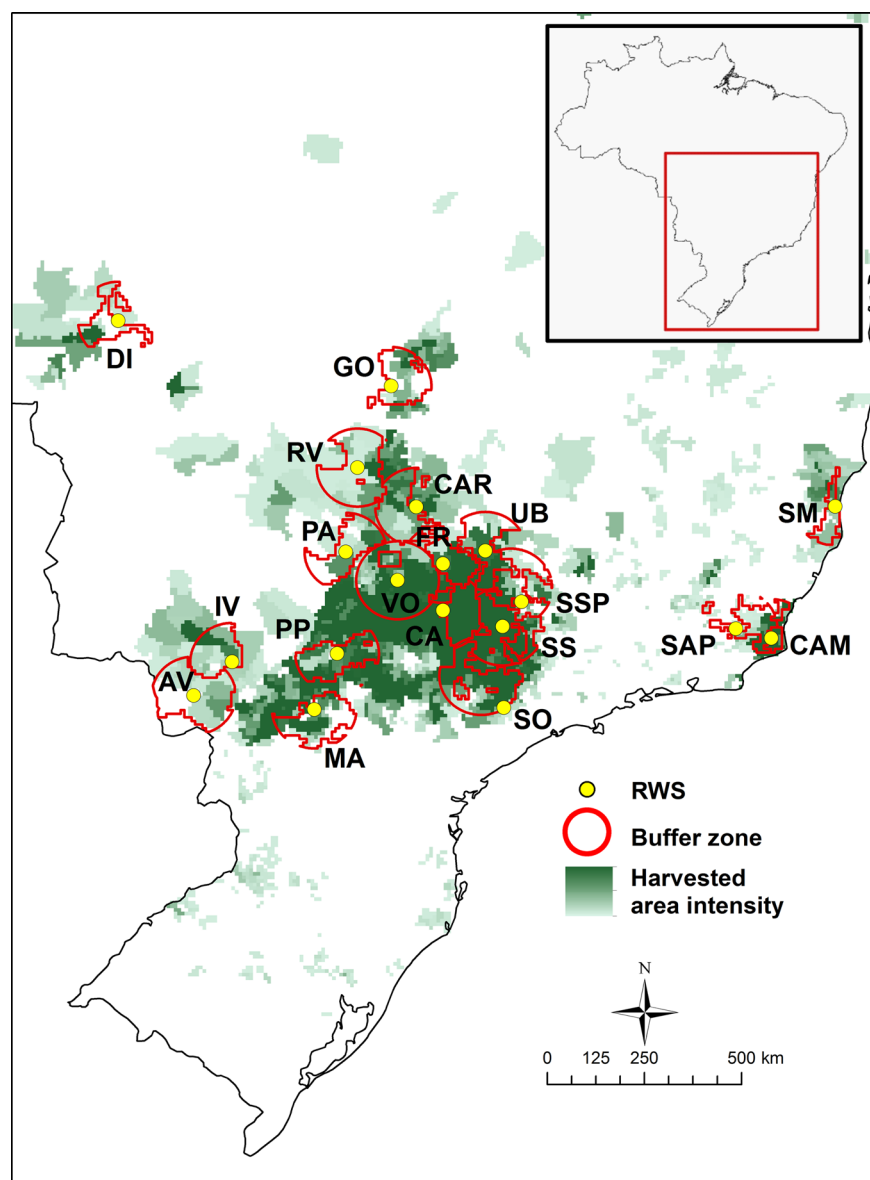 DI
GO
RV
CAR
PA
FR
UB
SM
VO
SSP
IV
PP
CA
SS
SAP
CAM
AV
SO
MA
RWS
Buffer zone
Harvested
area intensity
N
0 125 250 500 km